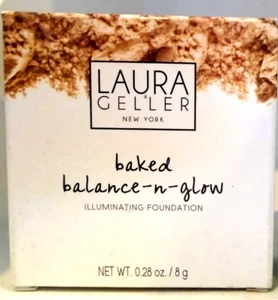 LAURA
GELLER
NEW YORK
baked
balance-n-glow
ILLUMINATING FOUNDATION
NET WT. 0.28 oz. / 8 g